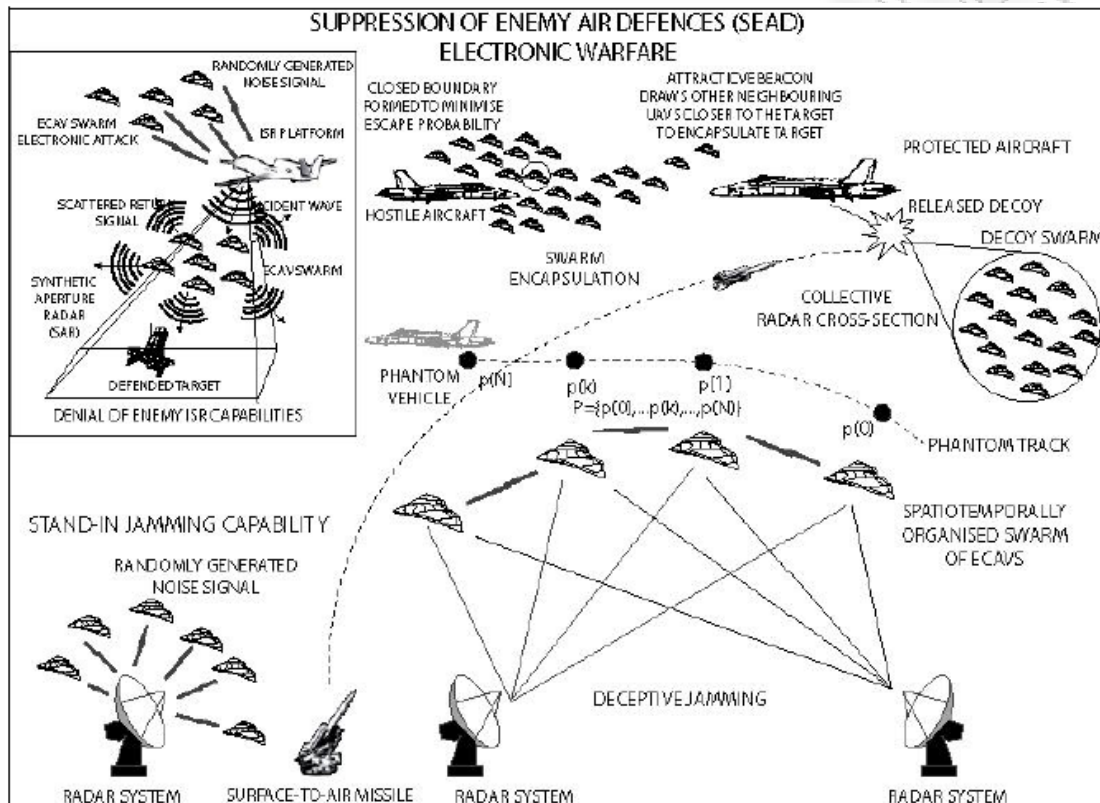 SUPPRESSION OF ENEMY AIR DEFENCES (SEAD)
ELECTRONIC WARFARE
RANDOMLY GENERATED
NOISE SIGNAL
ECAV SWARM
ELECTRONIC ATTACK
ISR PLATFORM
SCATTERED RETURN
SIGNAL
CIDENT WAVE
ECAV SWARM
SYNTHETIC
APERTURE
RADAR
(SAR)
DEFENDED TARGET
DENIAL OF ENEMY ISR CAPABILITIES
CLOSED BOUNDARY
FORMED TO MINIMISE
ESCAPE PROBABILITY
HOSTILE AIRCRAFT
ATTRACTICVE BEACON
DRAWS OTHER NEIGHBOURING
UAVS CLOSER TO THE TARGET
TO ENCAPSULATE TARGET
SWARM
ENCAPSULATION
PROTECTED AIRCRAFT
RELEASED DECOY
DECOY SWARM
COLLECTIVE
RADAR CROSS-SECTION
PHANTOM
VEHICLE
p(N]
p(k)
p[1)
P={p(0),...p(k),...,p(N)}
p(0)
PHANTOM TRACK
SPATIOTEMPORALLY
ORGANISED SWARM
OF ECAVS
STAND-IN JAMMING CAPABILITY
RANDOMLY GENERATED
NOISE SIGNAL
DECEPTIVE JAMMING
RADAR SYSTEM
SURFACE-TO-AIR MISSILE
RADAR SYSTEM
RADAR SYSTEM